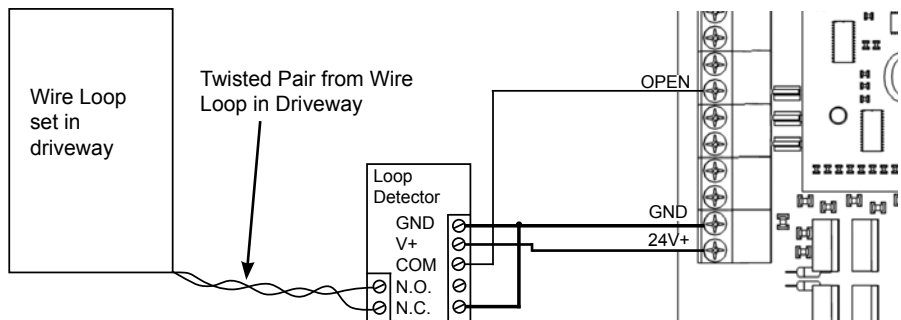 Wire Loop
set in
driveway
Twisted Pair from Wire
Loop in Driveway
Loop
Detector
GND
V+
COM
N.O.
N.C.
OPEN
GND
24V+